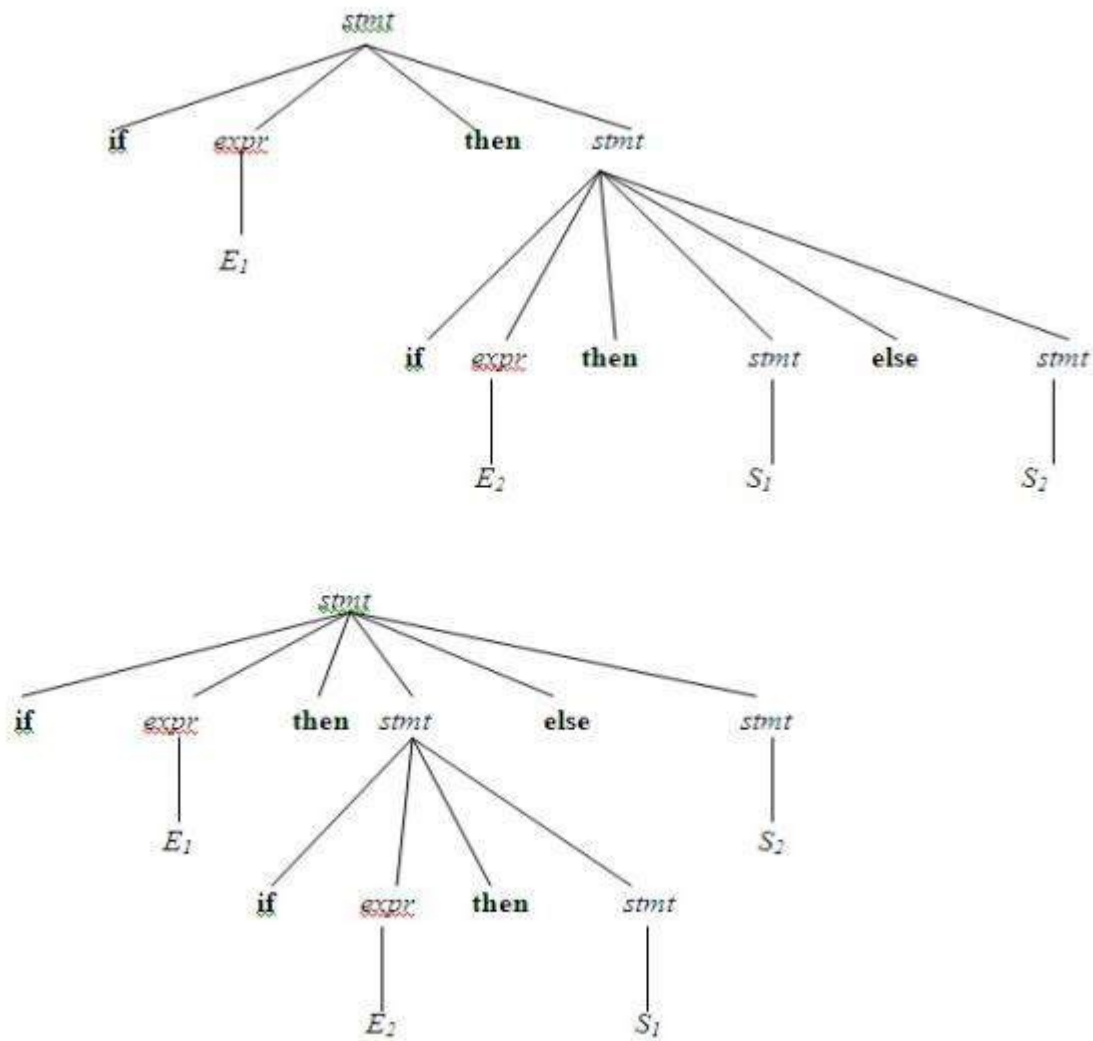 stmt
if expr then stmt
E1
if expr then stmt else stmt
E2 S1 S2
stmt
if expr then stmt else stmt
E1 S2
if expr then stmt
E2 S1